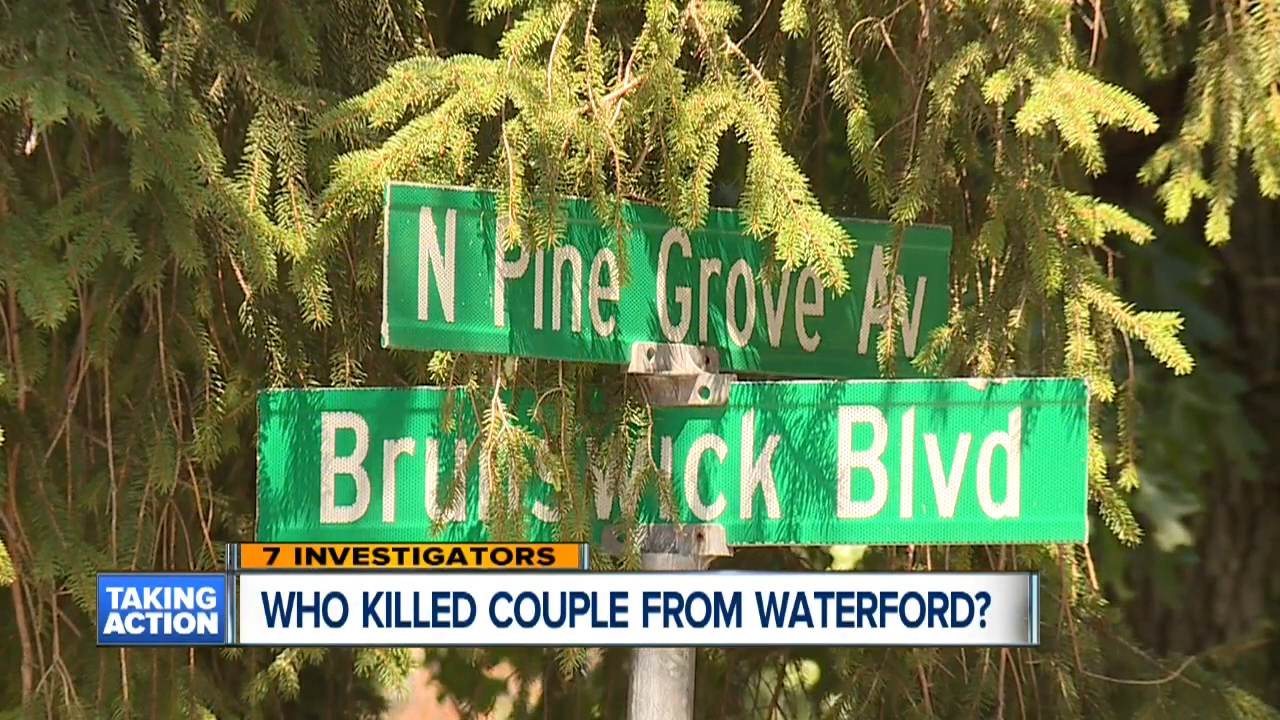 N Pine Grove Av
Brunswick Blvd
7 INVESTIGATORS
TAKING
ACTION
WHO KILLED COUPLE FROM WATERFORD?